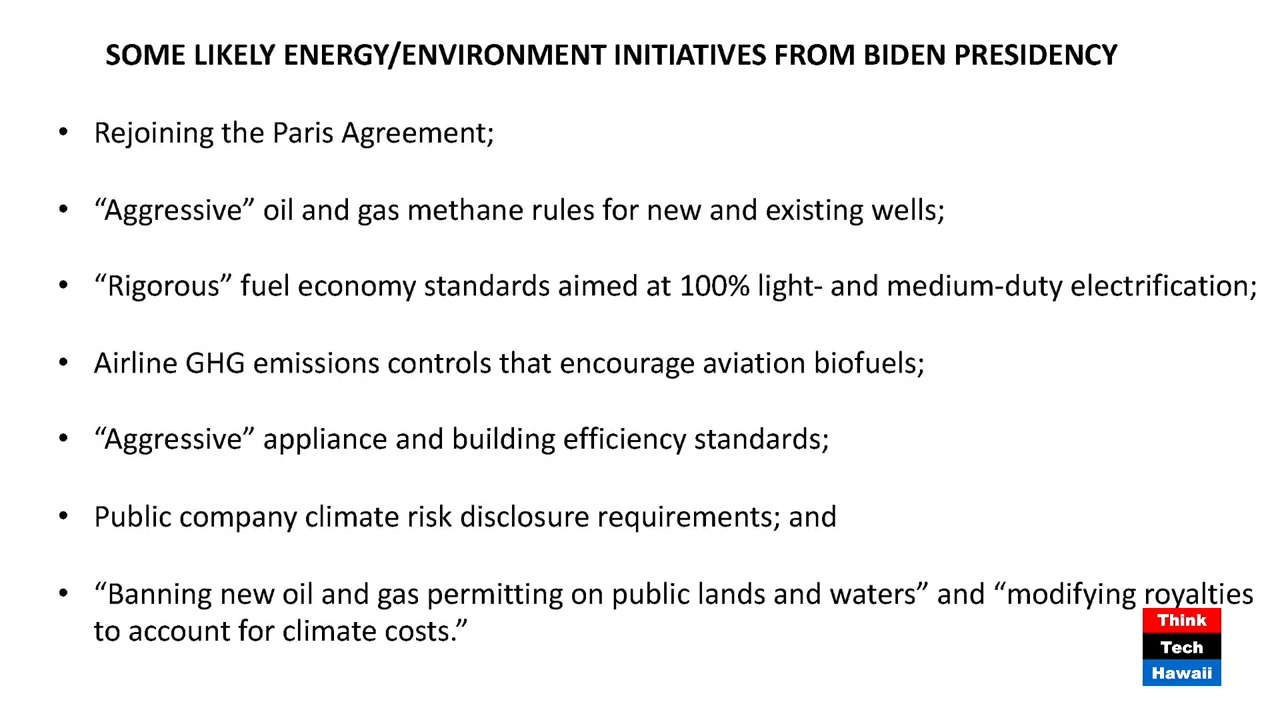 SOME LIKELY ENERGY/ENVIRONMENT INITIATIVES FROM BIDEN PRESIDENCY
• Rejoining the Paris Agreement;
• “Aggressive” oil and gas methane rules for new and existing wells;
• “Rigorous” fuel economy standards aimed at 100% light- and medium-duty electrification;
• Airline GHG emissions controls that encourage aviation biofuels;
• “Aggressive” appliance and building efficiency standards;
• Public company climate risk disclosure requirements; and
• “Banning new oil and gas permitting on public lands and waters” and “modifying royalties
to account for climate costs.”
Think
Tech
Hawaii